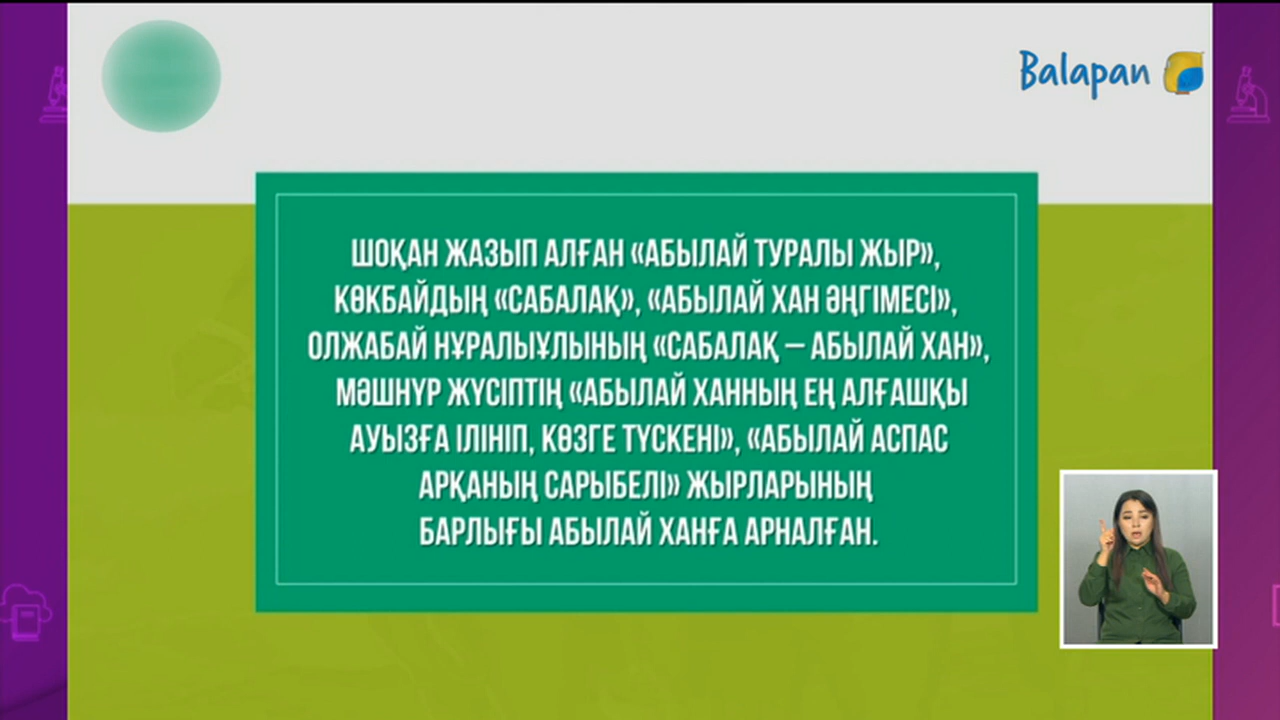 Balapan
ШОҚАН ЖАЗЫП АЛҒАН «АБЫЛАЙ ТУРАЛЫ ЖЫР»,
КӨКБАЙДЫҢ «САБАЛАҚ», «АБЫЛАЙ ХАН ӘҢГІМЕСІ»,
ОЛЖАБАЙ НҰРАЛЫҰЛЫНЫҢ «САБАЛАҚ – АБЫЛАЙ ХАН»,
МӘШНҮР ЖҮСІПТІҢ «АБЫЛАЙ ХАННЫҢ ЕҢ АЛҒАШҚЫ
АУЫЗҒА ІЛІНІП, КӨЗГЕ ТҮСКЕНІ», «АБЫЛАЙ АСПАС
АРҚАНЫҢ САРЫБЕЛІ» ЖЫРЛАРЫНЫҢ
БАРЛЫҒЫ АБЫЛАЙ ХАНҒА АРНАЛҒАН.